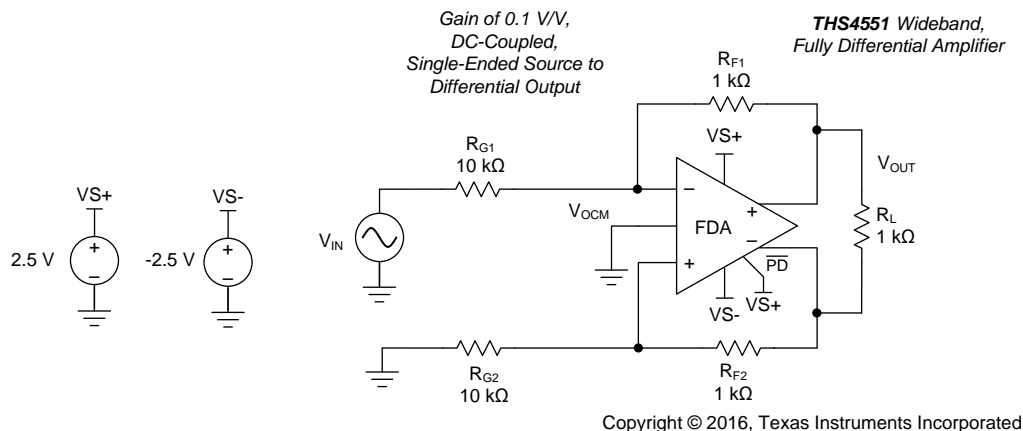 Gain of 0.1 V/V,
DC-Coupled,
Single-Ended Source to
Differential Output
THS4551 Wideband,
Fully Differential Amplifier
RF1
1 kΩ
RG1
10 kΩ
VS+
VS+
VS-
2.5 V
+
−
-2.5 V
+
−
VIN
VOCM
−
+
FDA
+
−
PD
VS-
VS+
VOUT
RL
1 kΩ
RG2
10 kΩ
RF2
1 kΩ
Copyright © 2016, Texas Instruments Incorporated